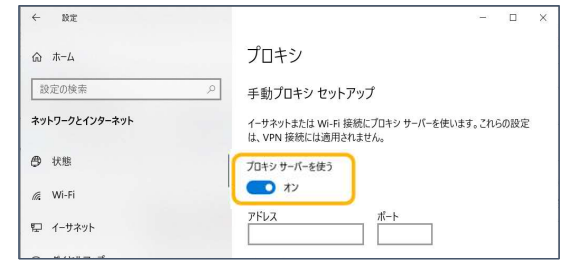 設定
ホーム
設定の検索
ネットワークとインターネット
状態
Wi-Fi
イーサネット
プロキシ
手動プロキシ セットアップ
イーサネットまたは Wi-Fi 接続にプロキシ サーバーを使います。これらの設定
は、VPN 接続には適用されません。
プロキシ サーバーを使う
オン
アドレス
ポート